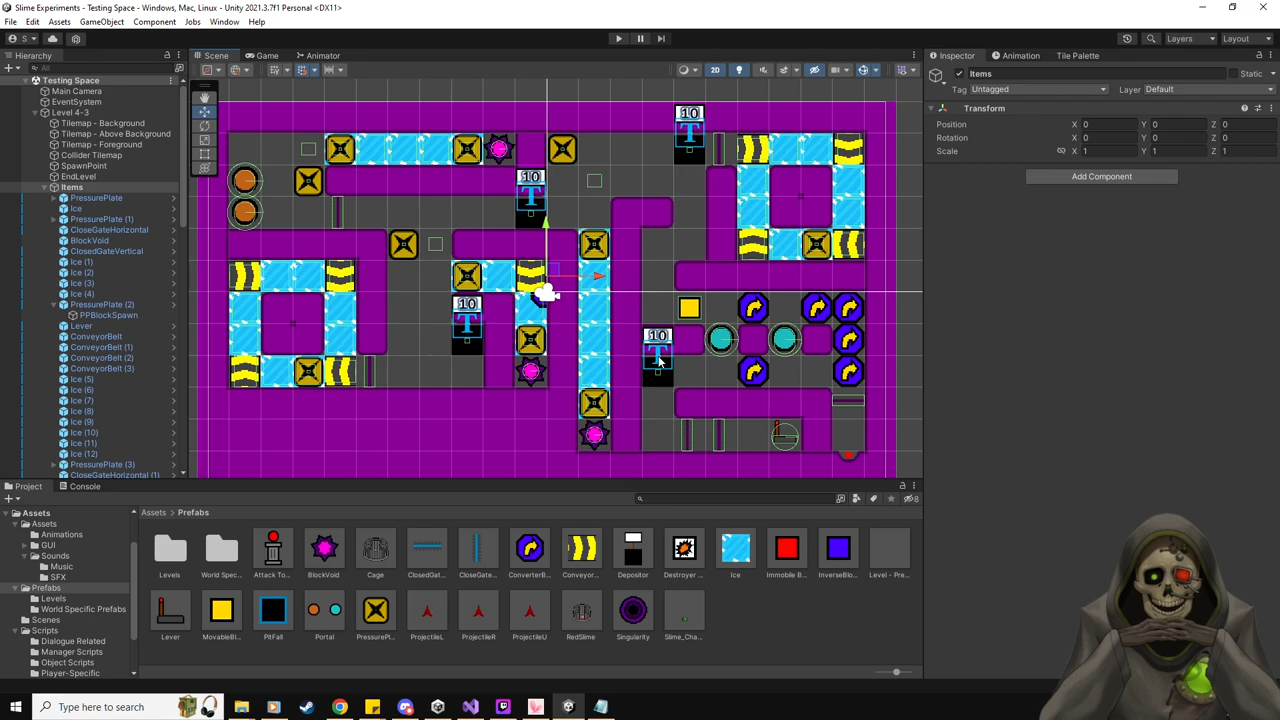 Slime Experiments - Testing Space - Windows, Mac, Linux - Unity 2021.3.7f1 Personal <DX11>
File Edit Assets GameObject Component Jobs Window Help
S
Layers Layout
Hierarchy
Scene Game Animator
Inspector Animation Tile Palette
All
2D
Items Static
Tag Untagged Layer Default
Transform
Position X 0 Y 0 Z 0
Rotation X 0 Y 0 Z 0
Scale X 1 Y 1 Z 1
Add Component
Testing Space
Main Camera
EventSystem
Level 4-3
Tilemap - Background
Tilemap - Above Background
Tilemap - Foreground
Collider Tilemap
SpawnPoint
EndLevel
Items
PressurePlate
Ice
PressurePlate (1)
CloseGateHorizontal
BlockVoid
ClosedGateVertical
Ice (1)
Ice (2)
Ice (3)
Ice (4)
PressurePlate (2)
PPBlockSpawn
Lever
ConveyorBelt
ConveyorBelt (1)
ConveyorBelt (2)
ConveyorBelt (3)
Ice (5)
Ice (6)
Ice (7)
Ice (8)
Ice (9)
Ice (10)
Ice (11)
Ice (12)
PressurePlate (3)
CloseGateHorizontal (1)
10
T
10
T
10
T
10
T
Project Console
8
Assets
Assets
Animations
GUI
Sounds
Music
SFX
Prefabs
Levels
World Specific Prefabs
Scenes
Scripts
Dialogue Related
Manager Scripts
Object Scripts
Player-Specific
Assets > Prefabs
Levels World Spec... Attack To... BlockVoid Cage ClosedGat... CloseGate... ConverterB... Conveyor... Depositor Destroyer ... Ice Immobile B... InverseBlo... Level - Pre...
Lever MovableBl... PitFall Portal PressurePl... ProjectileL ProjectileR ProjectileU RedSlime Singularity Slime_Cha...
Type here to search